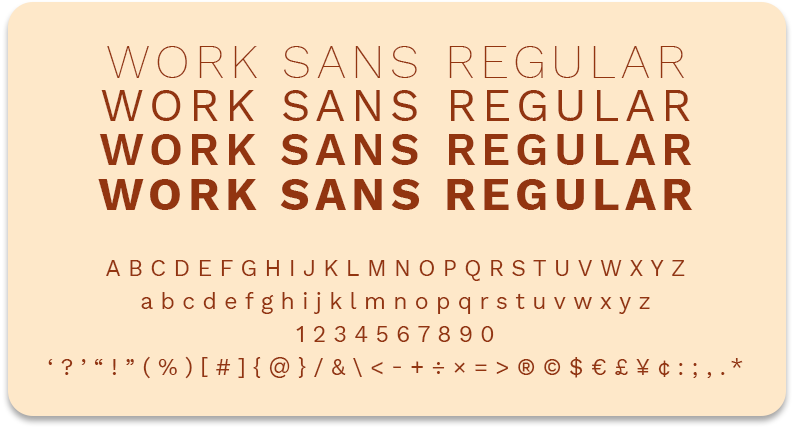 WORK SANS REGULAR
WORK SANS REGULAR
WORK SANS REGULAR
WORK SANS REGULAR
A B C D E F G H I J K L M N O P Q R S T U V W X Y Z
a b c d e f g h i j k l m n o p q r s t u v w x y z
1 2 3 4 5 6 7 8 9 0
‘ ? ’ “ ! ” ( % ) [ # ] { @ } / & \ < - + ÷ × = > ® © $ € £ ¥ ¢ : ; , . *